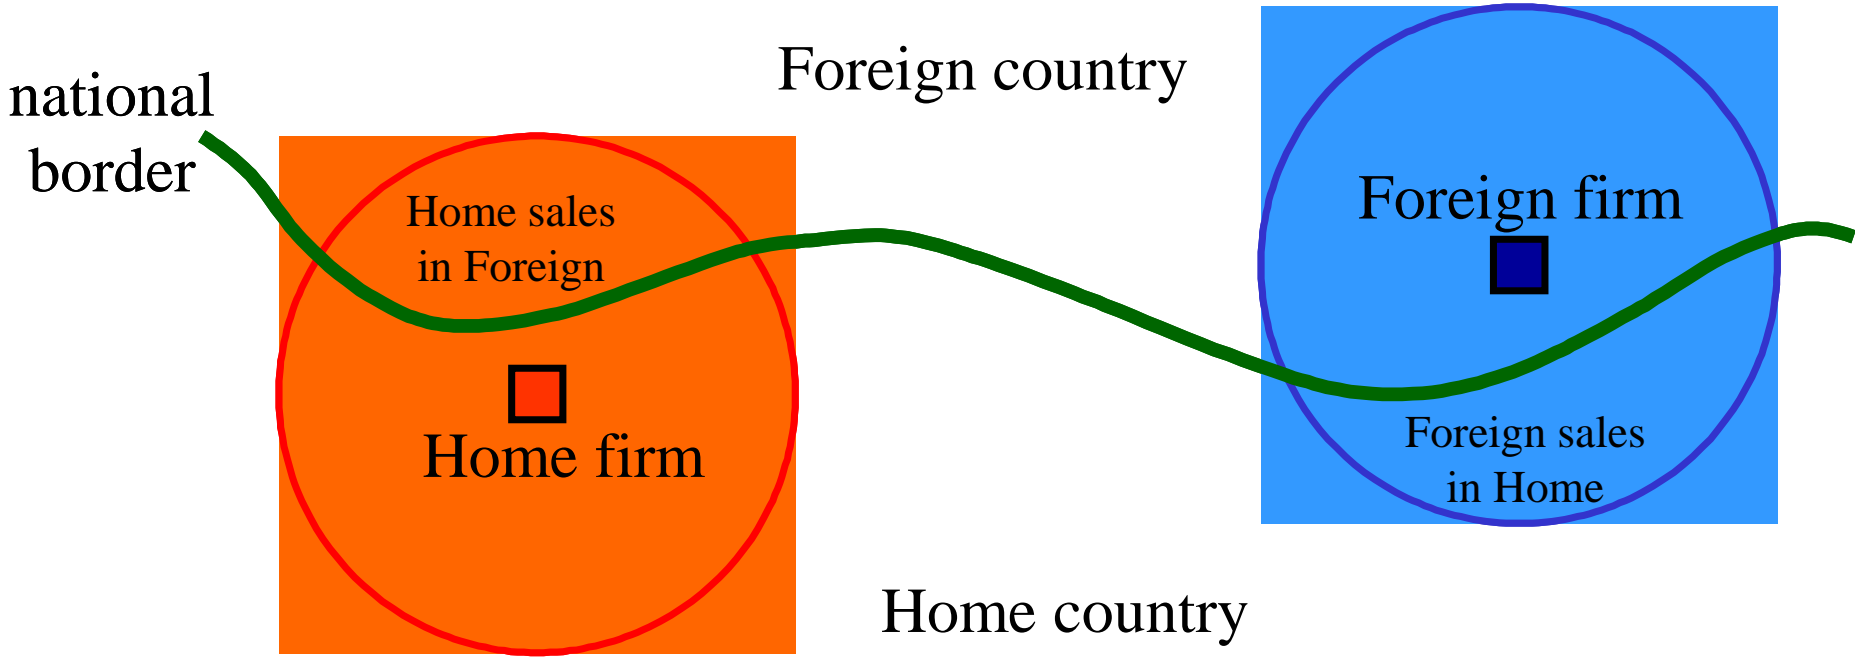 national
border
Foreign country
Home sales
in Foreign
Home firm
Foreign firm
Foreign sales
in Home
Home country